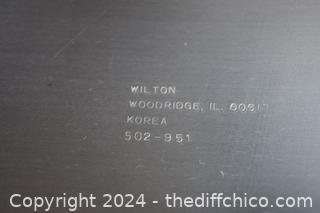 WILTON
WOODRIDGE, IL. 60517
KOREA
502-951
Copyright © 2024 - thediffchico.com